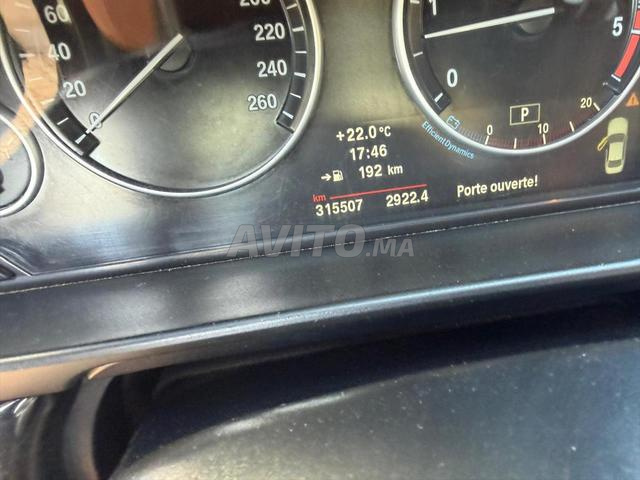 60
40
20
0
200
220
240
260
1
0
5
P
0 10 20
EfficientDynamics
+22.0 °C
17:46
192 km
km
315507 2922.4
Porte ouverte!
AVITO.MA